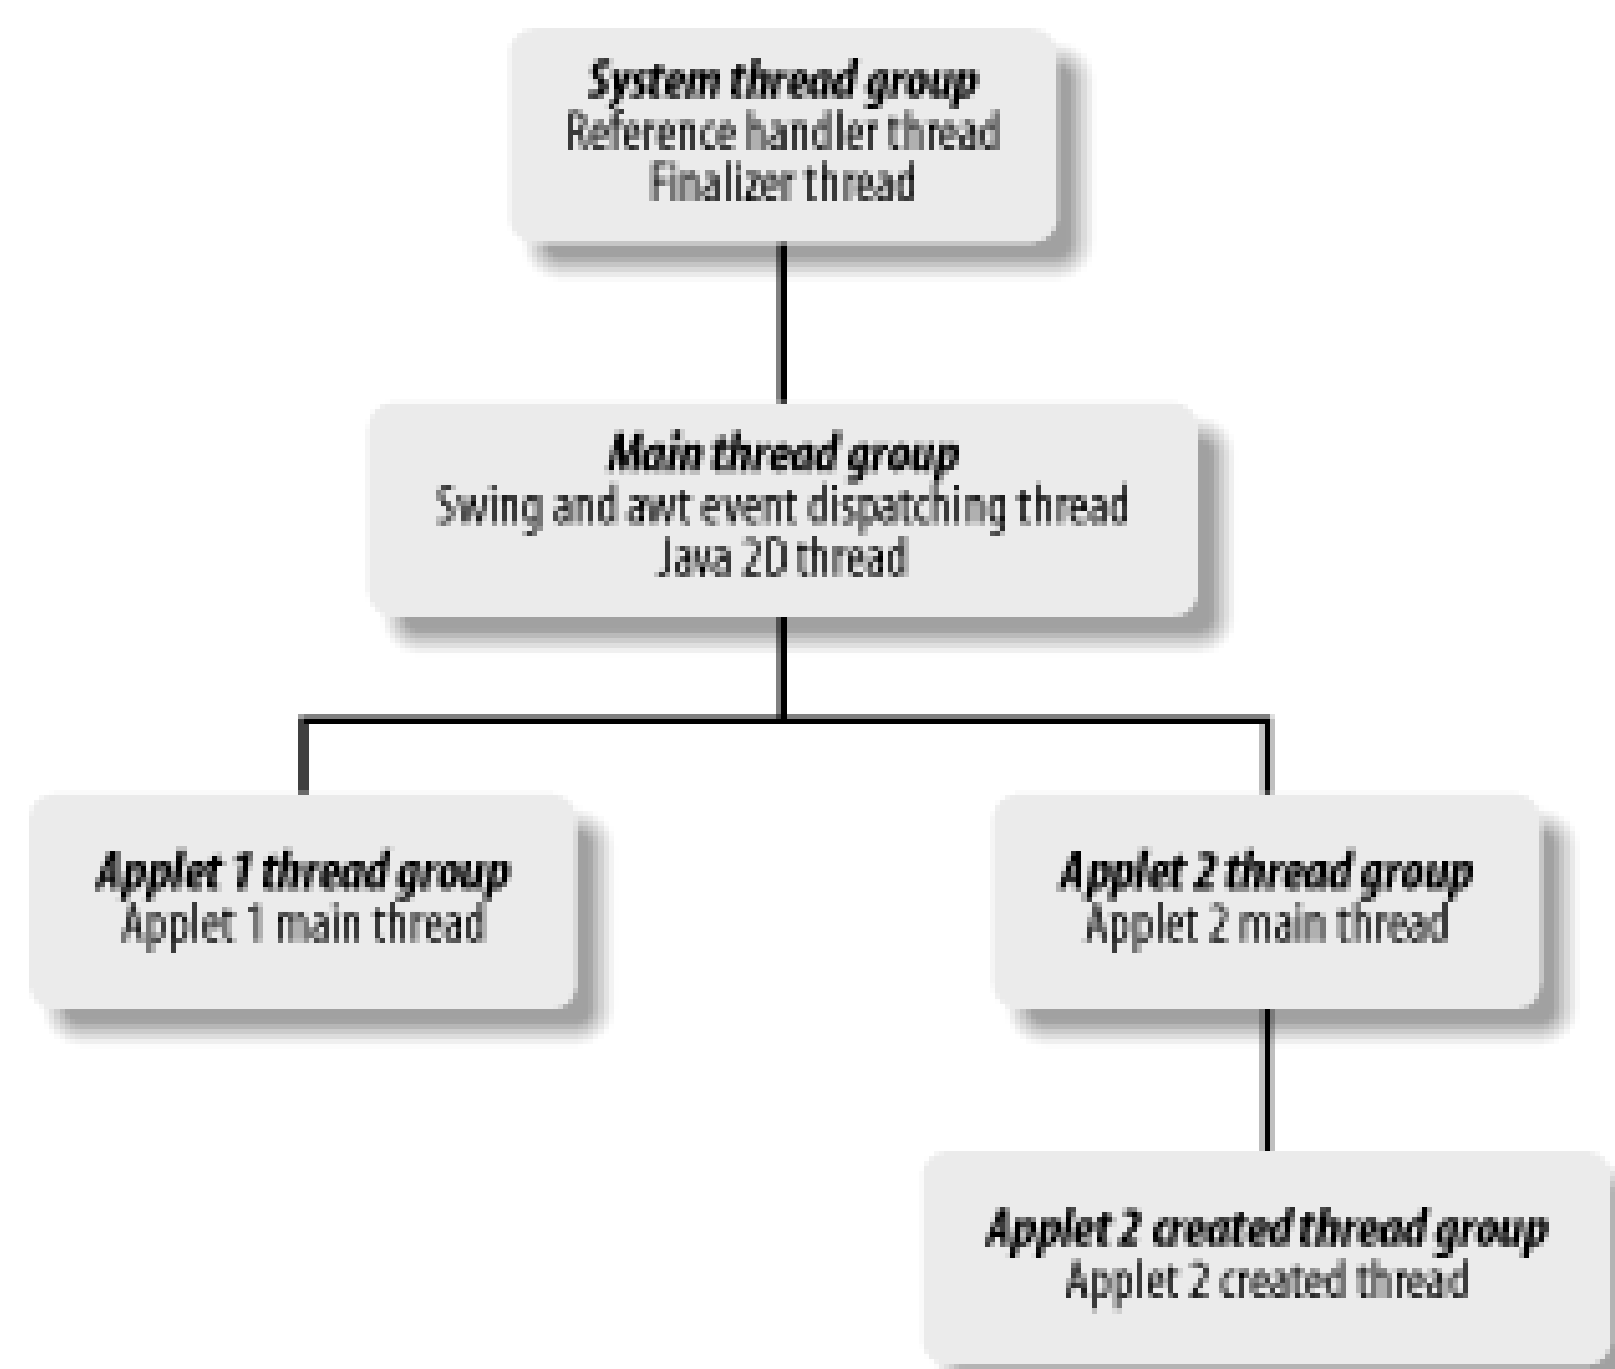 System thread group
Reference handler thread
Finalizer thread
Main thread group
Swing and awt event dispatching thread
Java 2D thread
Applet 1 thread group
Applet 1 main thread
Applet 2 thread group
Applet 2 main thread
Applet 2 created thread group
Applet 2 created thread